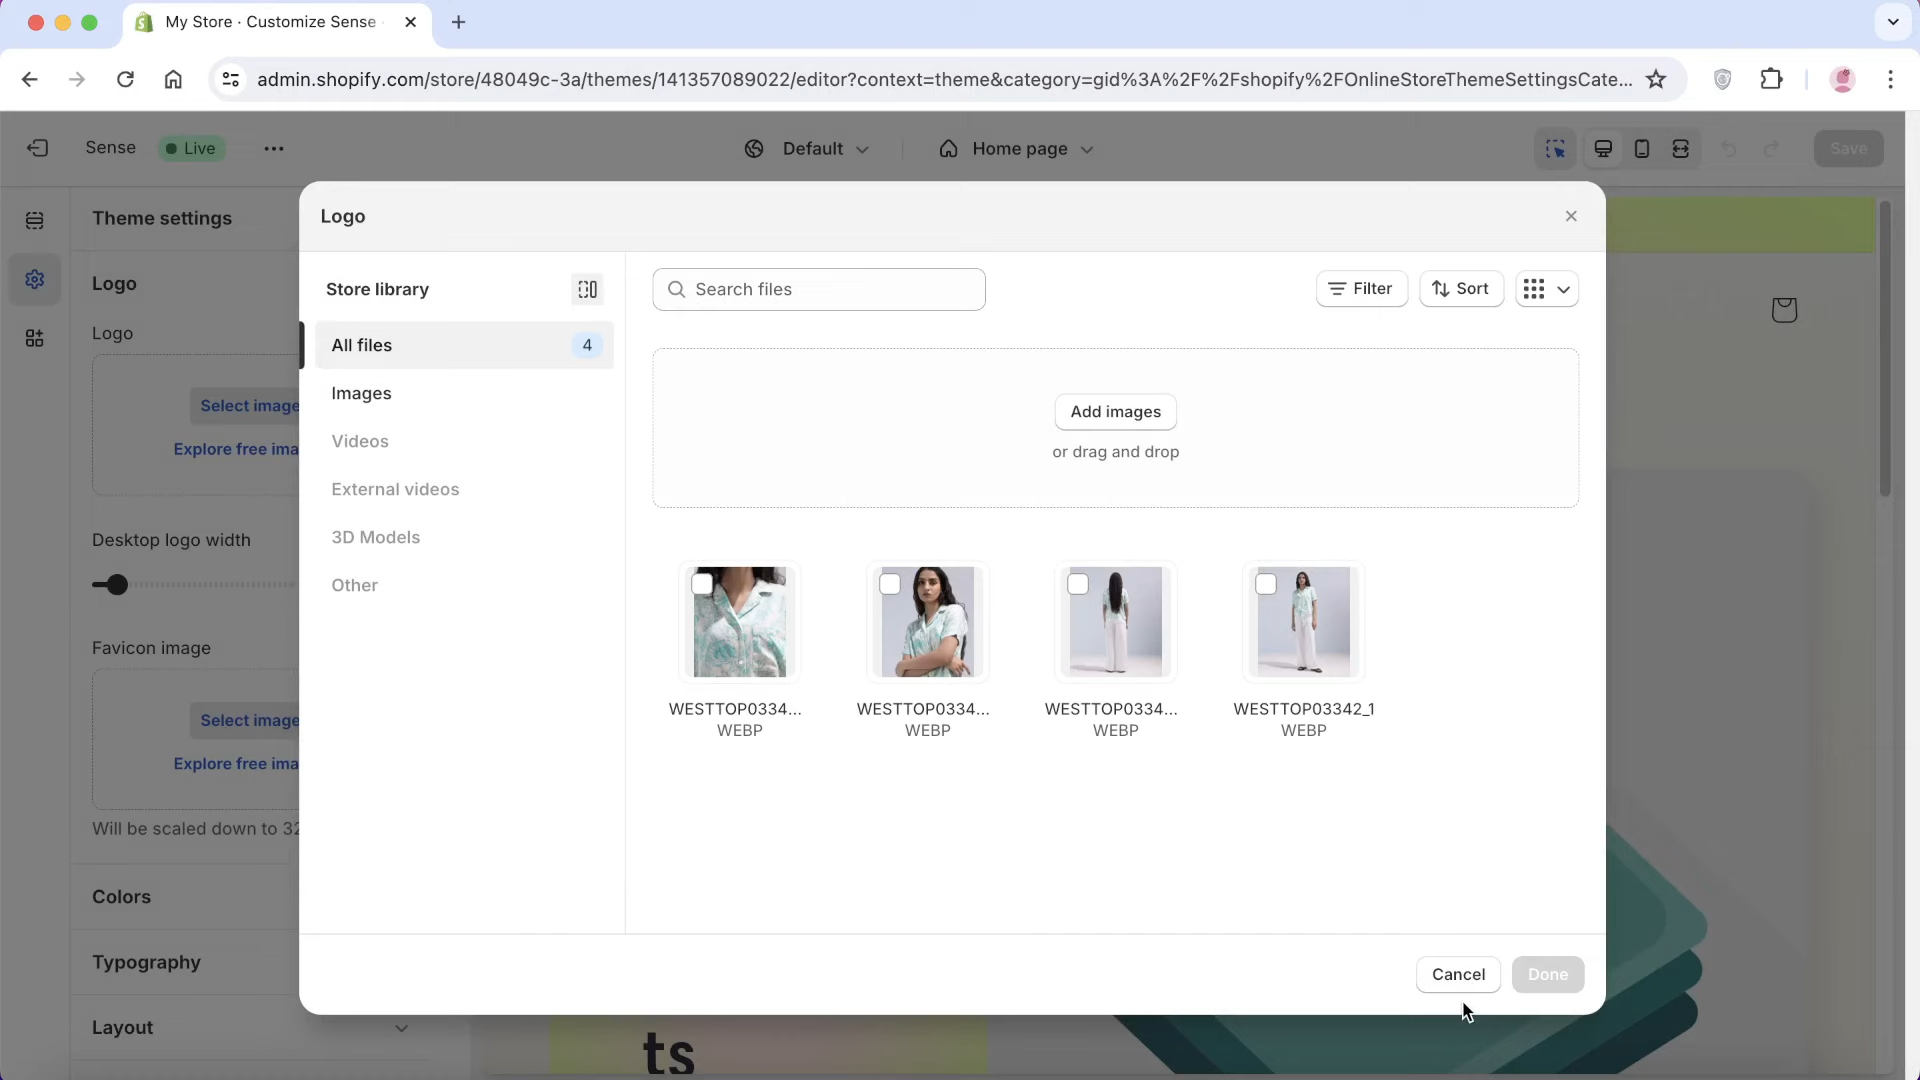 My Store · Customize Sense
admin.shopify.com/store/48049c-3a/themes/141357089022/editor?context=theme&category=gid%3A%2F%2Fshopify%2FOnlineStoreThemeSettingsCate...
Sense
Live
Default
Home page
Save
Theme settings
Logo
Logo
Select image
Explore free ima
Desktop logo width
Favicon image
Select image
Explore free ima
Will be scaled down to 32
Colors
Typography
Layout
Logo
Store library
All files
4
Images
Videos
External videos
3D Models
Other
Search files
Filter
Sort
Add images
or drag and drop
WESTTOP0334...
WEBP
WESTTOP0334...
WEBP
WESTTOP0334...
WEBP
WESTTOP03342_1
WEBP
Cancel
Done
ts